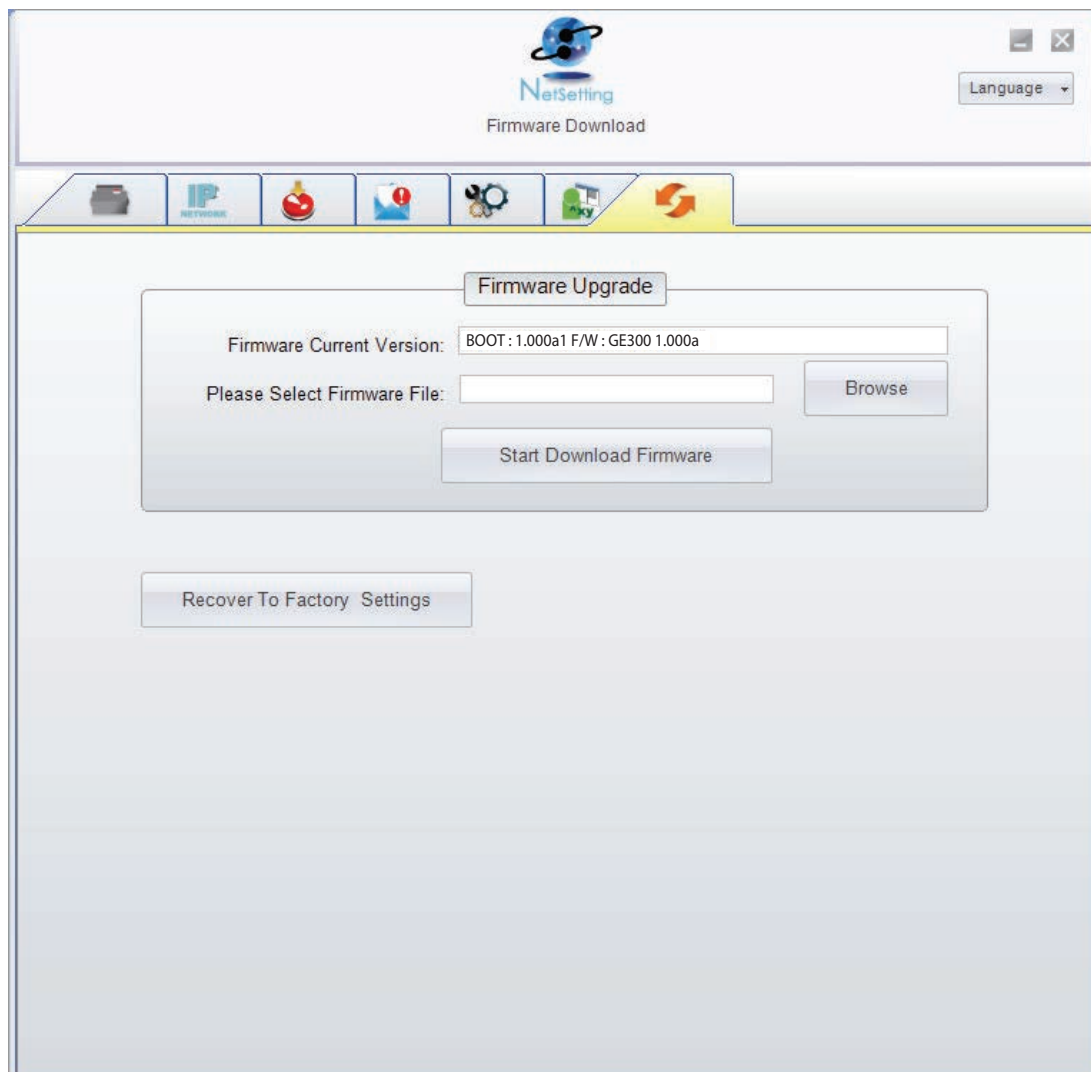 NetSetting
Language
Firmware Download
IP
NETWORK
^xy
Firmware Upgrade
Firmware Current Version: BOOT : 1.000a1 F/W : GE300 1.000a
Please Select Firmware File: Browse
Start Download Firmware
Recover To Factory Settings